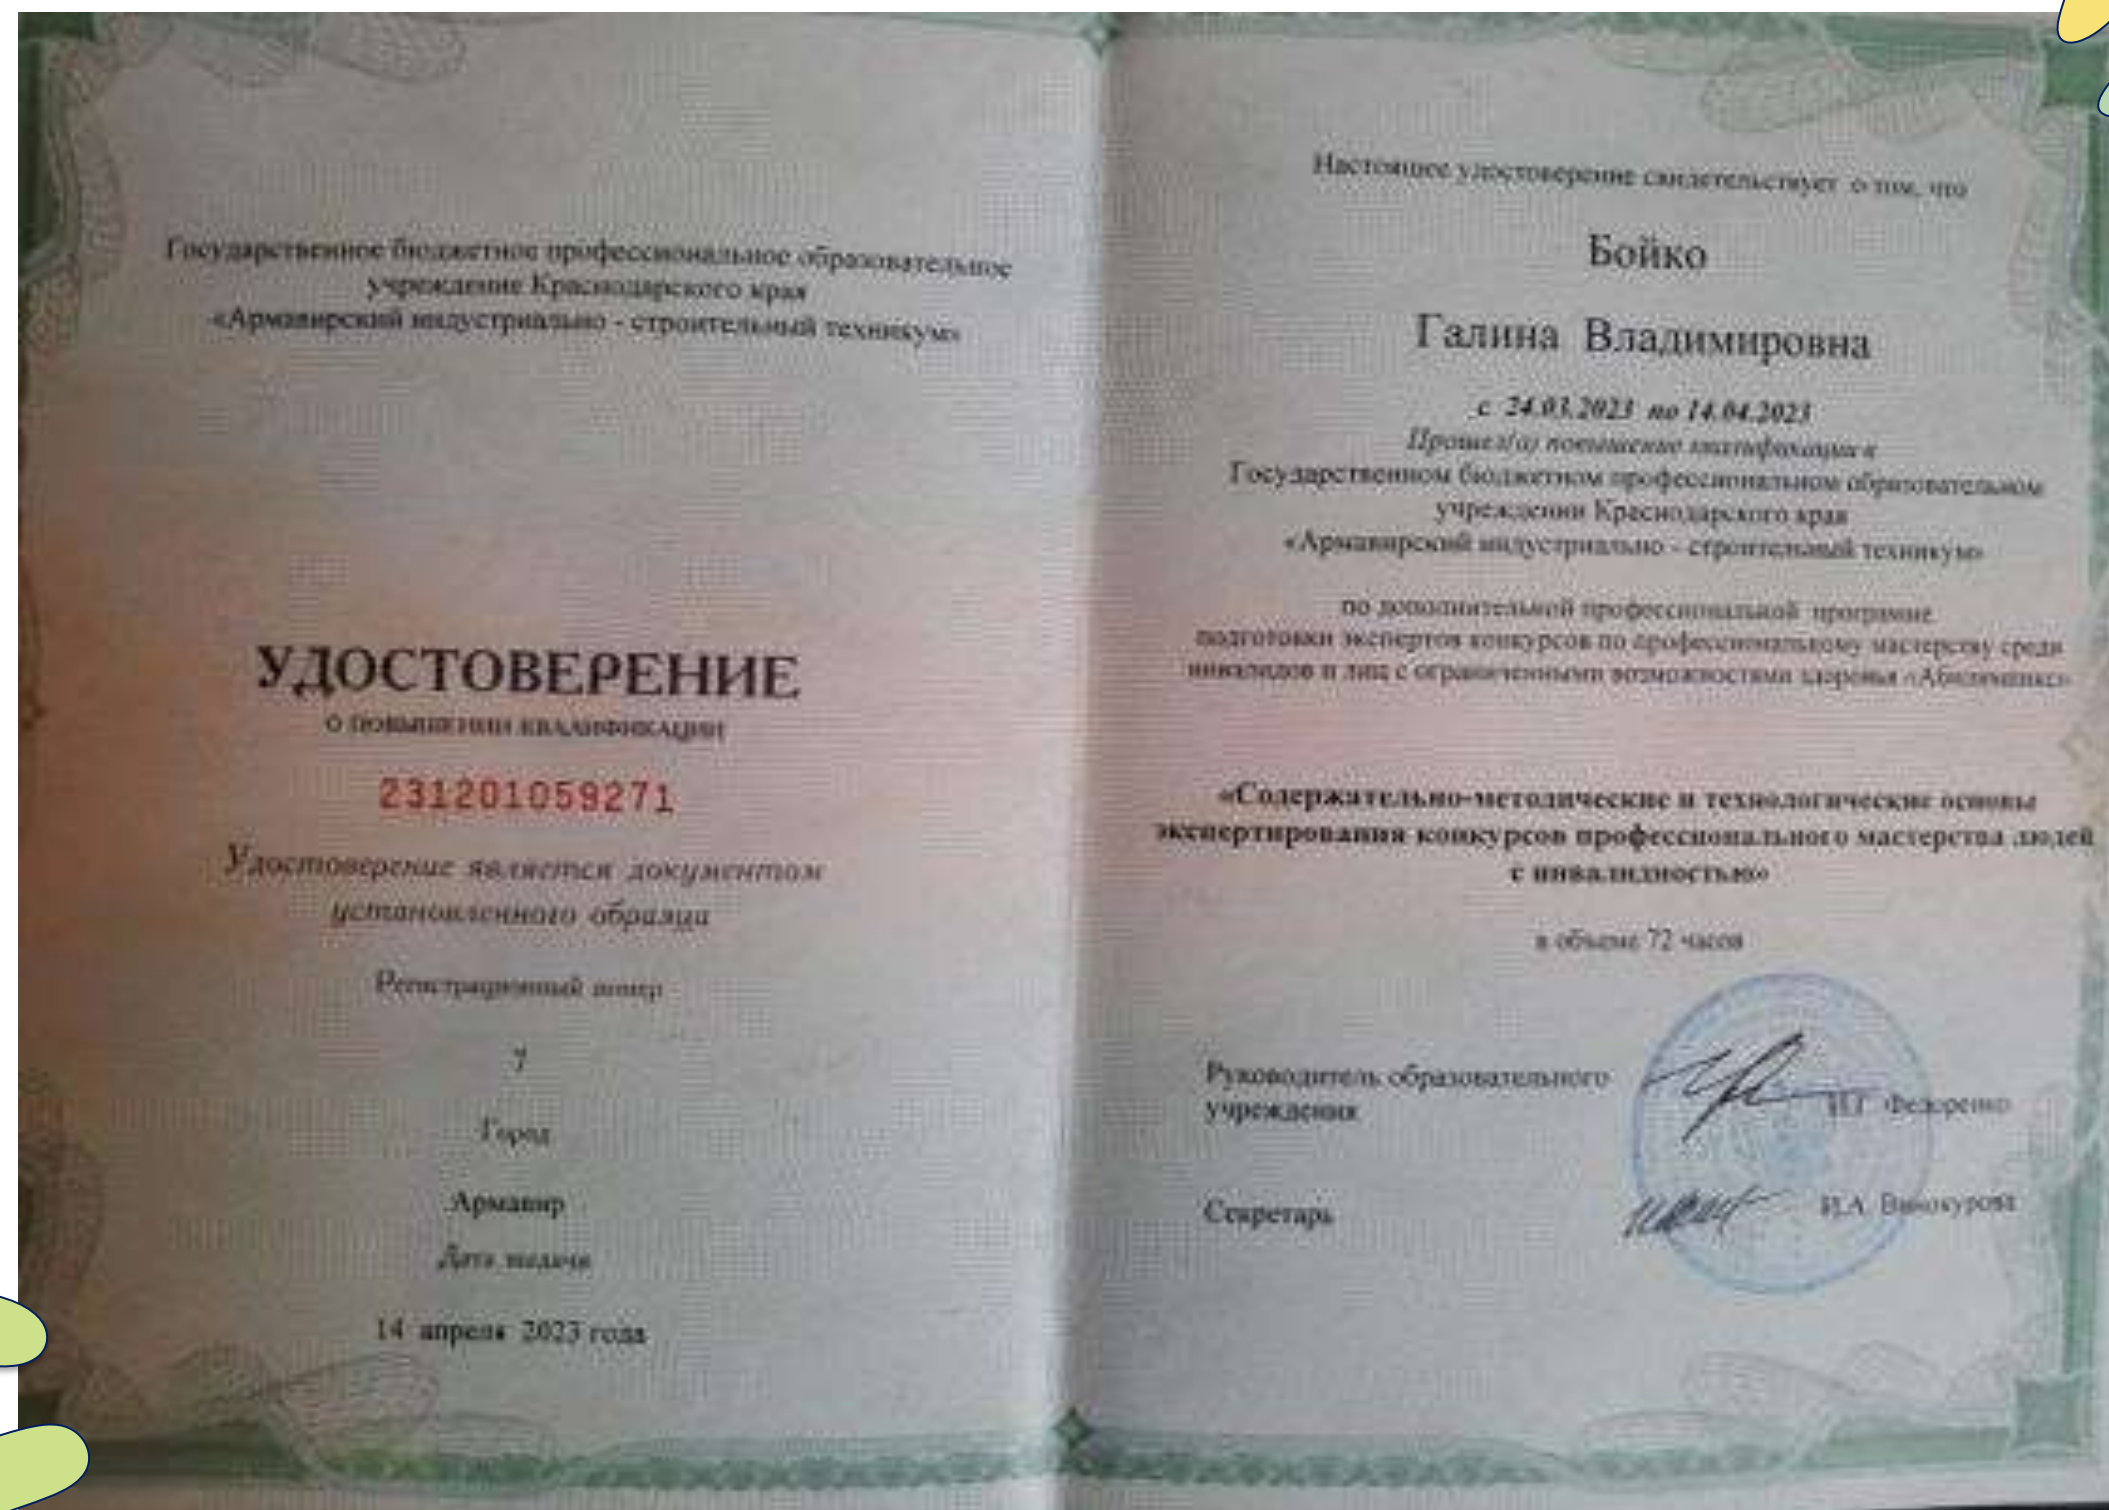 Государственное бюджетное профессиональное образовательное
учреждение Краснодарского края
«Армавирский индустриально - строительный техникум»
УДОСТОВЕРЕНИЕ
О ПОВЫШЕНИИ КВАЛИФИКАЦИИ
231201059271
Удостоверение является документом
установленного образца
Регистрационный номер
7
Город
Армавир
Дата выдачи
14 апреля 2023 года
Настоящее удостоверение свидетельствует о том, что
Бойко
Галина Владимировна
с 24.03.2023 по 14.04.2023
Прошел/а) повышение квалификации в
Государственном бюджетном профессиональном образовательном
учреждении Краснодарского края
«Армавирский индустриально - строительный техникум»
по дополнительной профессиональной программе
подготовки экспертов конкурсов по профессиональному мастерству среди
инвалидов и лиц с ограниченными возможностями здоровья «Абилимпикс»
«Содержательно-методические и технологические основы
экспертирования конкурсов профессионального мастерства людей
с инвалидностью»
в объеме 72 часов
Руководитель образовательного
учреждения
Федоренко
Секретарь
И.А. Винокурова